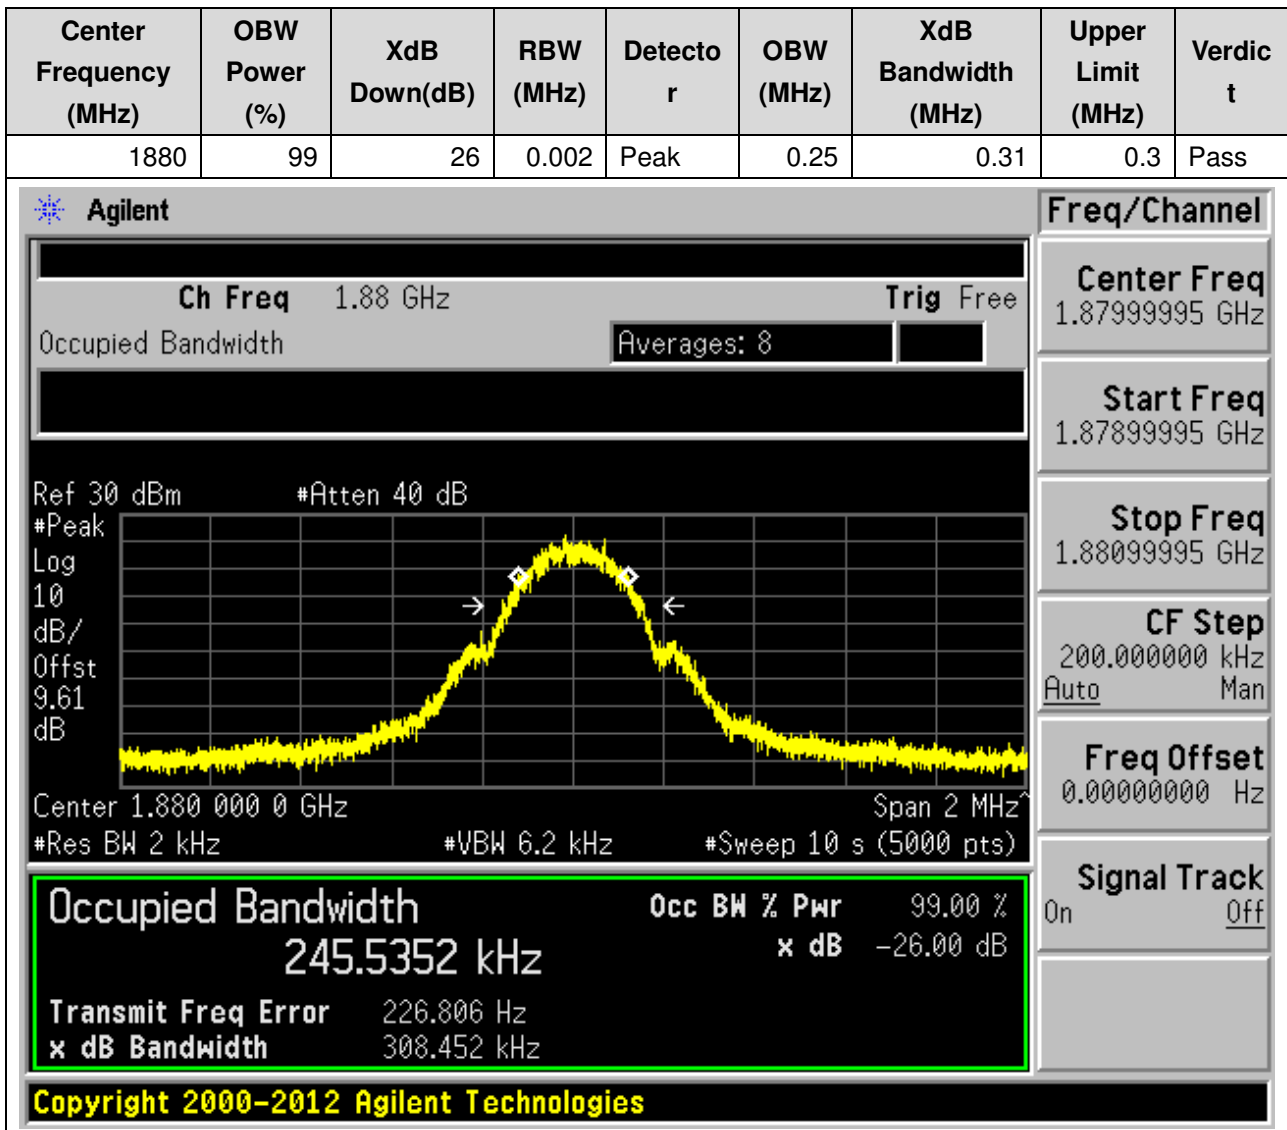 Center Frequency (MHz) OBW Power (%) XdB Down(dB) RBW (MHz) Detecto r OBW (MHz) XdB Bandwidth (MHz) Upper Limit (MHz) Verdic t
1880 99 26 0.002 Peak 0.25 0.31 0.3 Pass
Agilent
Freq/Channel
Ch Freq 1.88 GHz Trig Free
Occupied Bandwidth Averages: 8
Center Freq
1.87999995 GHz
Start Freq
1.87899995 GHz
Stop Freq
1.88099995 GHz
CF Step
200.000000 kHz
Auto Man
Freq Offset
0.00000000 Hz
Signal Track
On Off
Ref 30 dBm #Atten 40 dB
#Peak
Log
10
dB/
Offst
9.61
dB
Center 1.880 000 0 GHz Span 2 MHz^
#Res BW 2 kHz #VBW 6.2 kHz #Sweep 10 s (5000 pts)
Occupied Bandwidth Occ BW % Pwr 99.00 %
245.5352 kHz x dB -26.00 dB
Transmit Freq Error 226.806 Hz
x dB Bandwidth 308.452 kHz
Copyright 2000-2012 Agilent Technologies